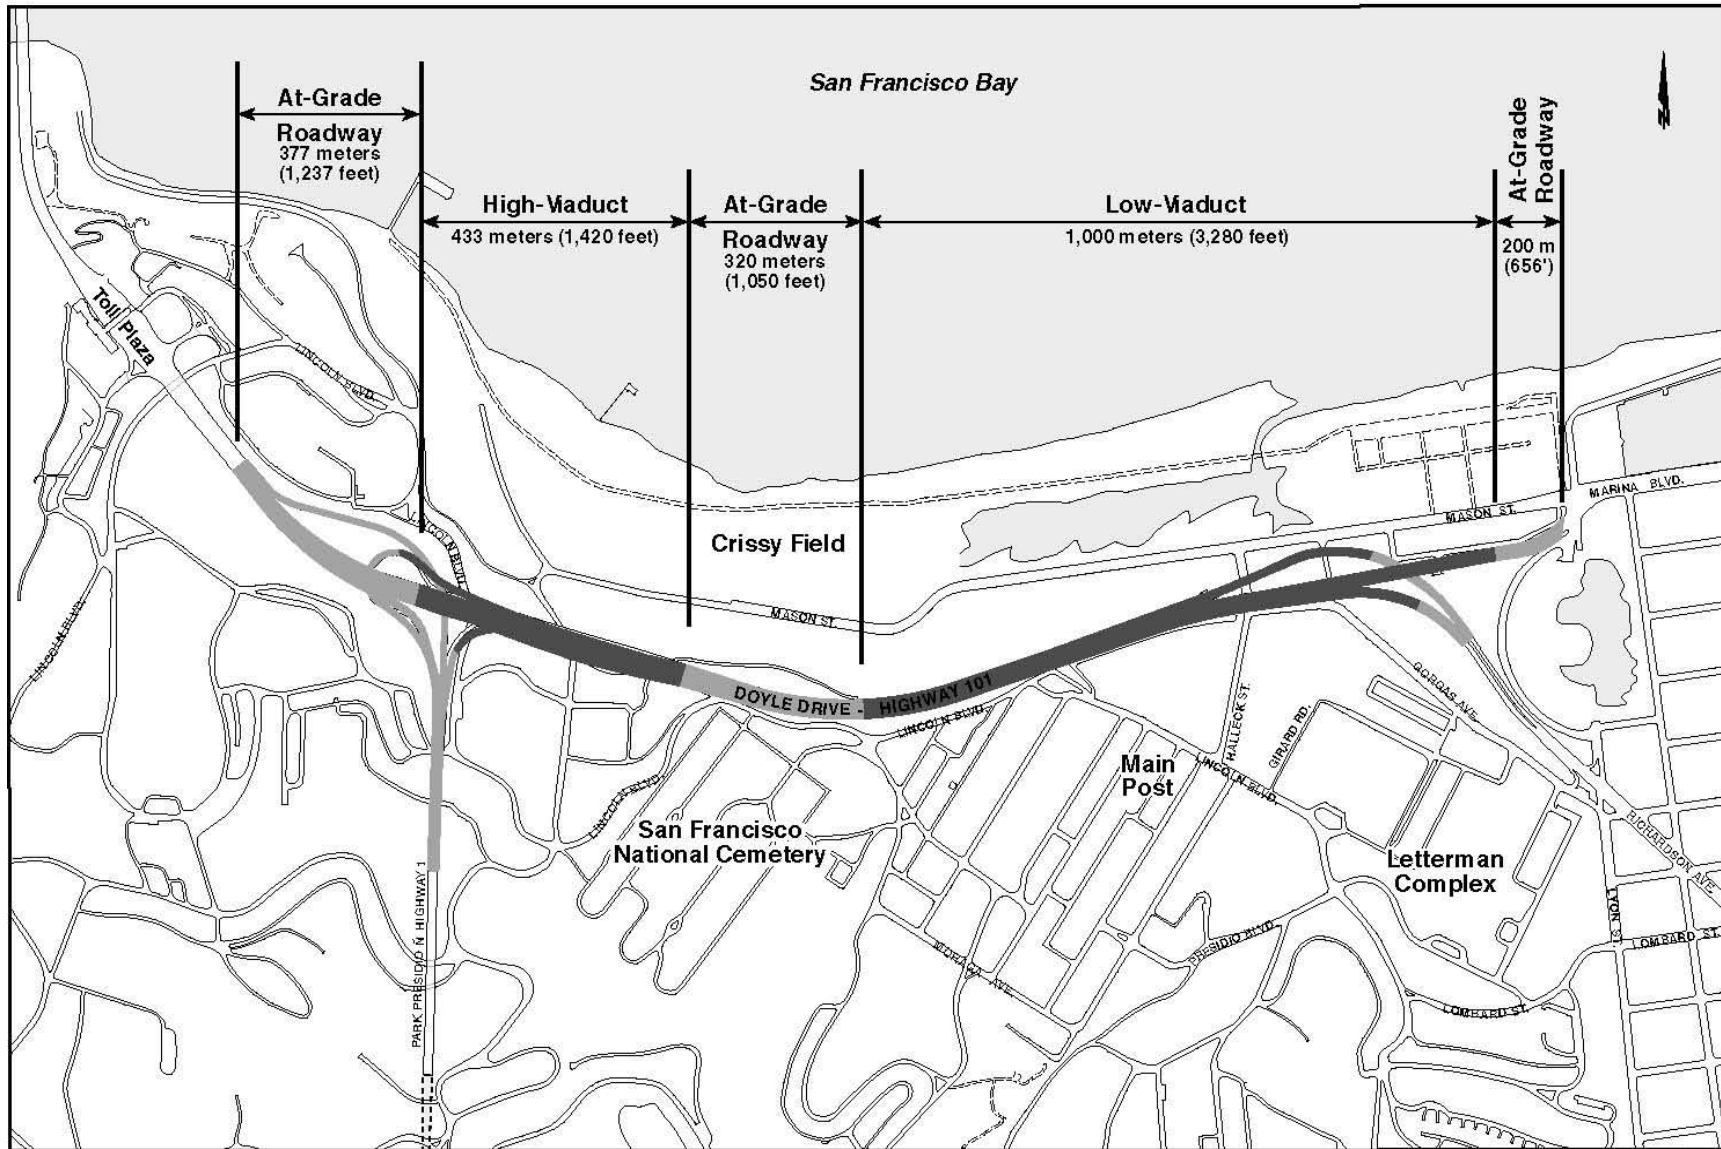 San Francisco Bay
At-Grade
Roadway
377 meters
(1,237 feet)
High-Viaduct
433 meters (1,420 feet)
At-Grade
Roadway
320 meters
(1,050 feet)
Low-Viaduct
1,000 meters (3,280 feet)
At-Grade
Roadway
200 m
(656')
N
Toll Plaza
LINCOLN BLVD.
LINCOLN BLVD.
LINCOLN BLVD.
Crissy Field
MASON ST.
MASON ST.
MARINA BLVD.
DOYLE DRIVE - HIGHWAY 101
LINCOLN BLVD.
LINCOLN BLVD.
LINCOLN BLVD.
HALLECK ST.
GIRARD RD.
GORGAS AVE.
Main
Post
San Francisco
National Cemetery
Letterman
Complex
RICHARDSON AVE.
LYON ST.
LOMBARD ST.
LOMBARD ST.
PRESIDIO BLVD.
MORAGA AVE.
PARK PRESIDIO Ñ HIGHWAY 1